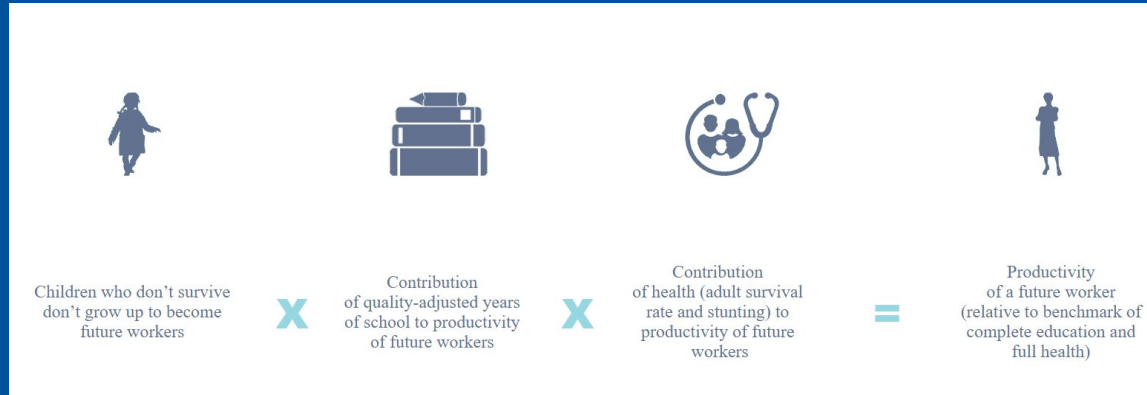 Children who don’t survive
don’t grow up to become
future workers
X
Contribution
of quality-adjusted years
of school to productivity
of future workers
X
Contribution
of health (adult survival
rate and stunting) to
productivity of future
workers
=
Productivity
of a future worker
(relative to benchmark of
complete education and
full health)